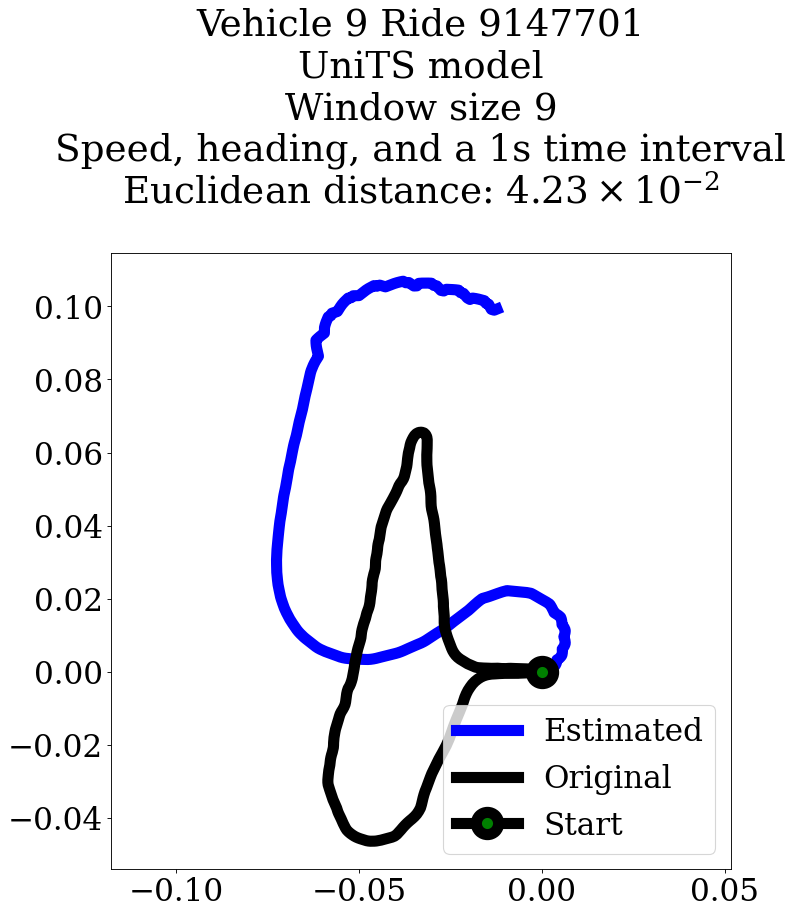 Vehicle 9 Ride 9147701
UniTS model
Window size 9
Speed, heading, and a 1s time interval
Euclidean distance: 4.23 × 10⁻²
0.10
0.08
0.06
0.04
0.02
0.00
−0.02
−0.04
Estimated
Original
Start
−0.10
−0.05
0.00
0.05